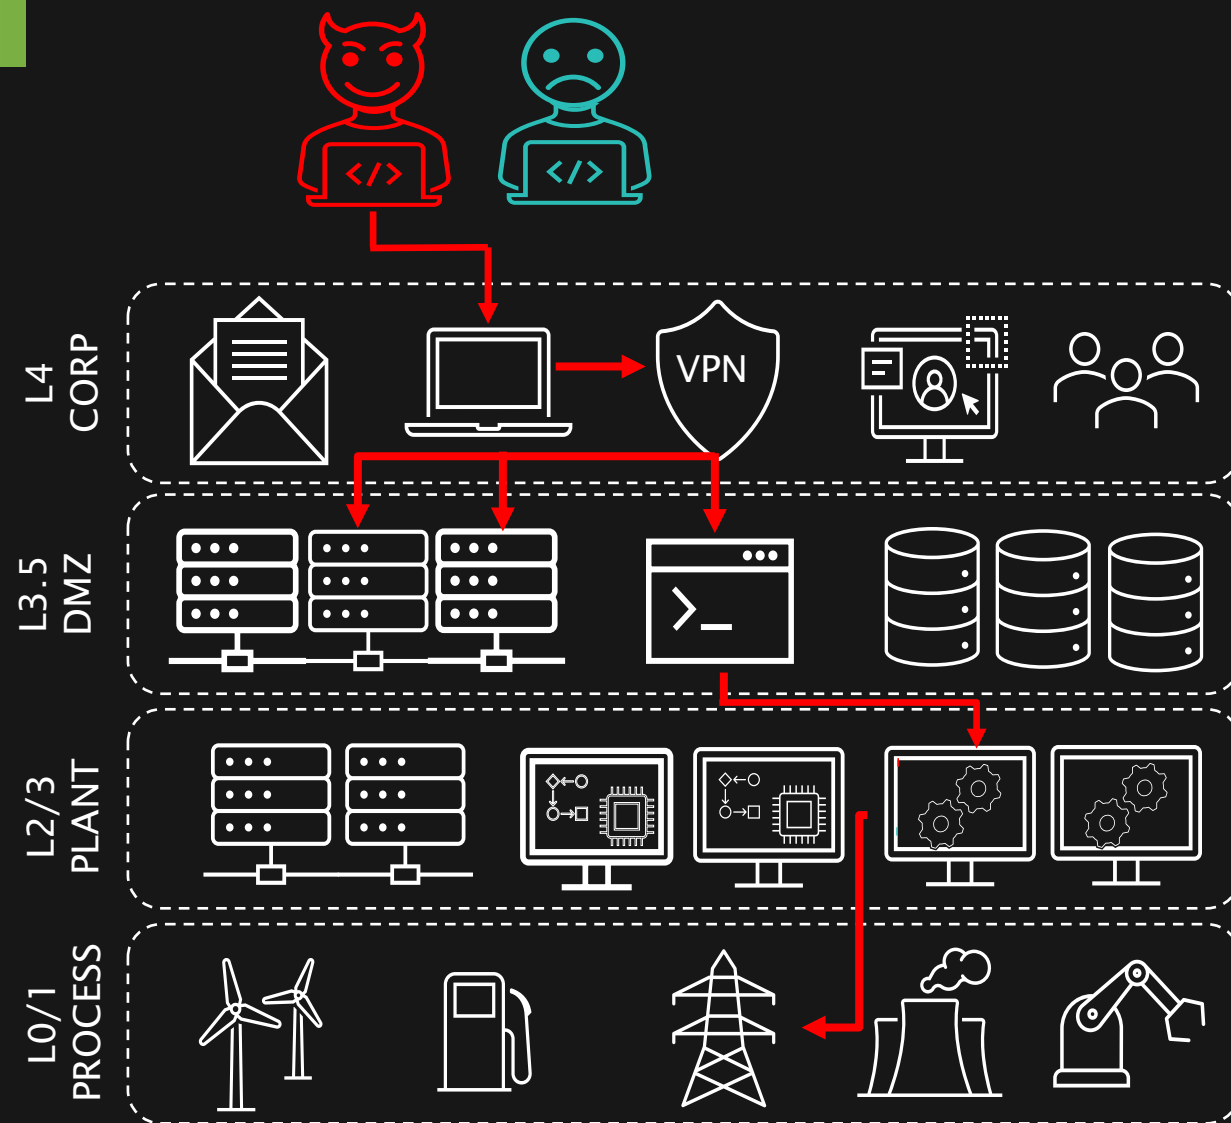 </>
</>
L4
CORP
VPN
L3.5
DMZ
>_
L2/3
PLANT
L0/1
PROCESS